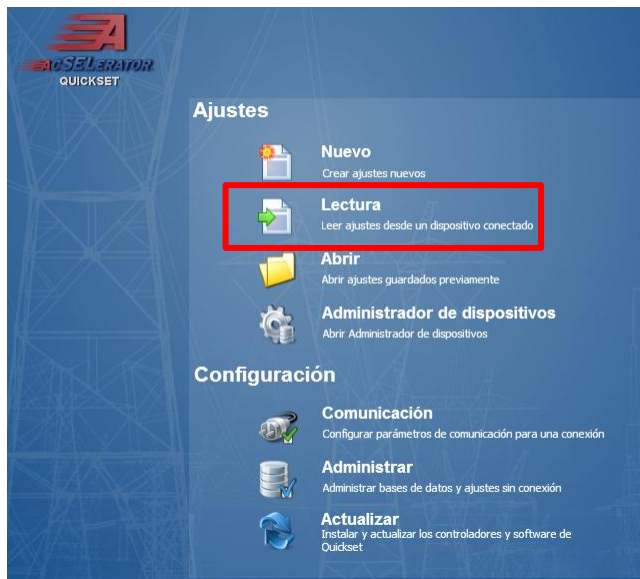 ACSELERATOR
QUICKSET
Ajustes
Nuevo
Crear ajustes nuevos
Lectura
Leer ajustes desde un dispositivo conectado
Abrir
Abrir ajustes guardados previamente
Administrador de dispositivos
Abrir Administrador de dispositivos
Configuración
Comunicación
Configurar parámetros de comunicación para una conexión
Administrar
Administrar bases de datos y ajustes sin conexión
Actualizar
Instalar y actualizar los controladores y software de
Quickset